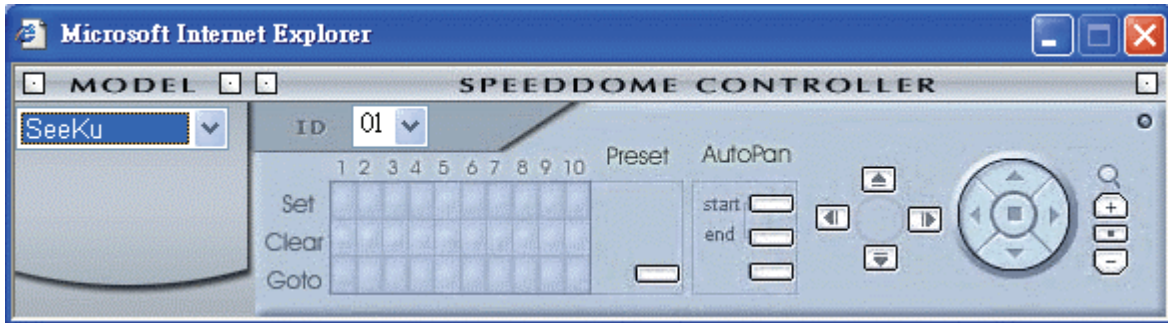 Microsoft Internet Explorer
MODEL SPEEDDOME CONTROLLER
SeeKu ID 01
1 2 3 4 5 6 7 8 9 10 Preset AutoPan
Set start
Clear end
Goto